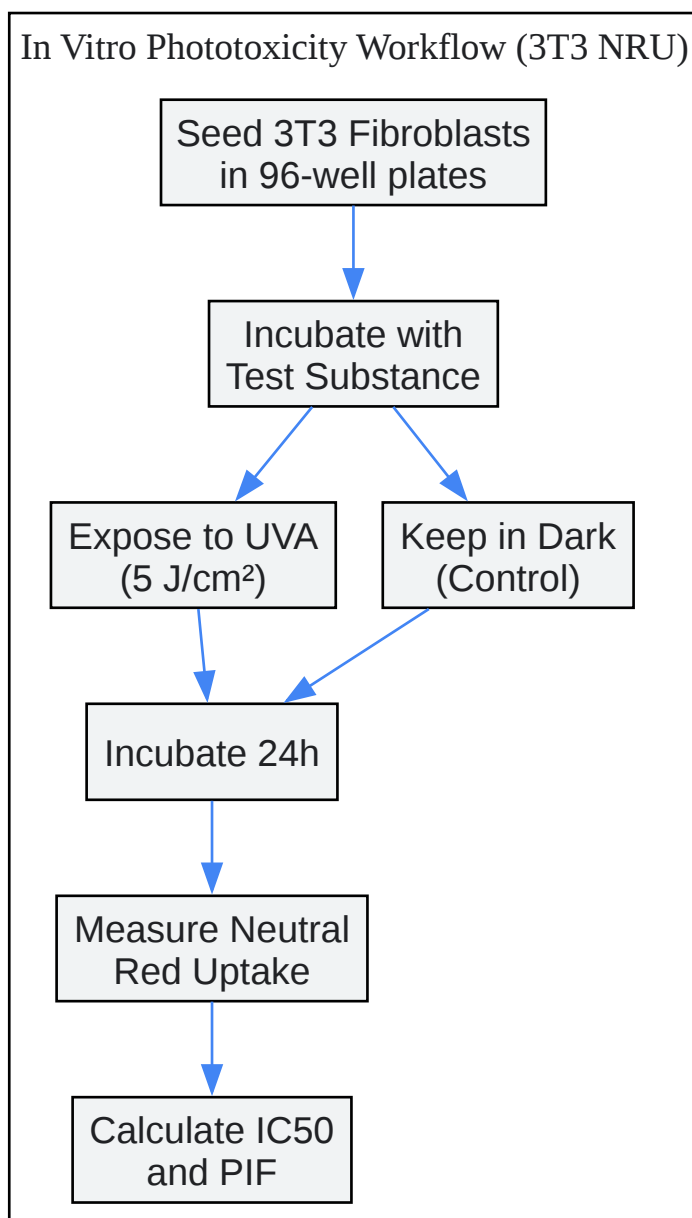 In Vitro Phototoxicity Workflow (3T3 NRU)
Seed 3T3 Fibroblasts
in 96-well plates
Incubate with
Test Substance
Expose to UVA
(5 J/cm²)
Keep in Dark
(Control)
Incubate 24h
Measure Neutral
Red Uptake
Calculate IC50
and PIF